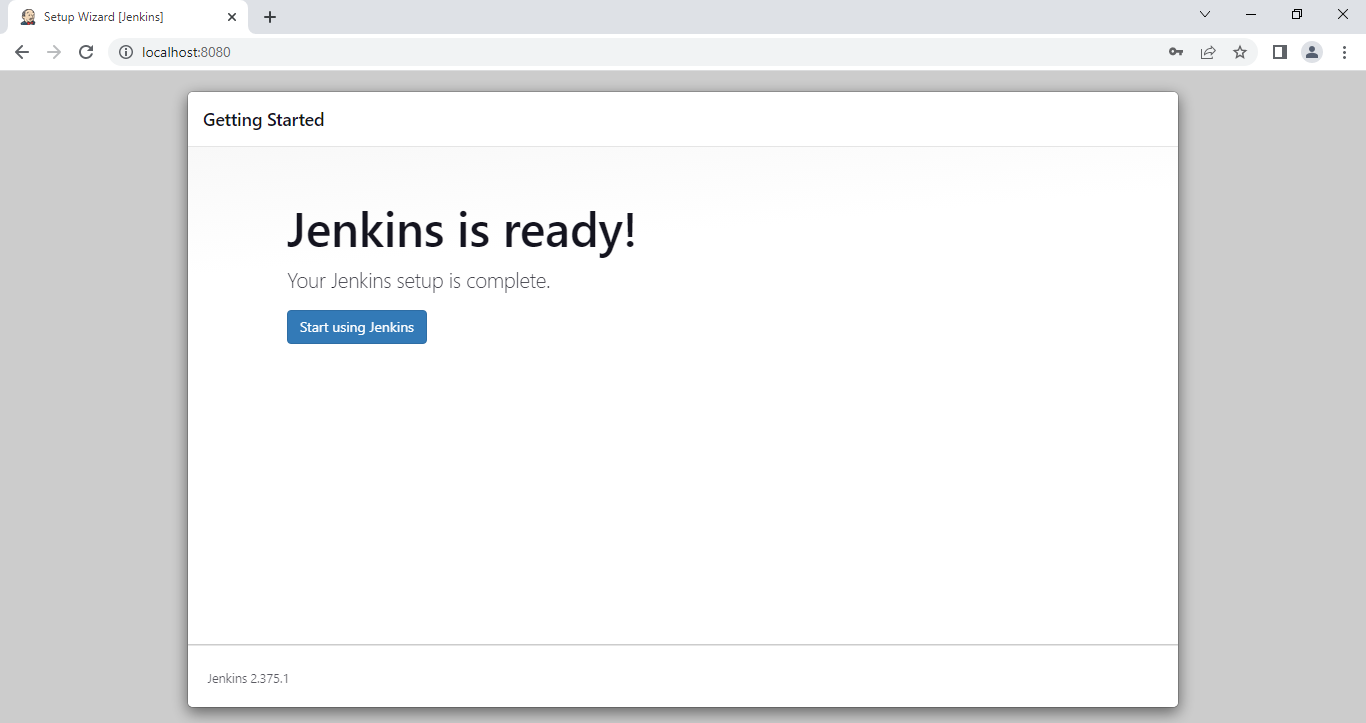 Setup Wizard [Jenkins]
localhost:8080
Getting Started
Jenkins is ready!
Your Jenkins setup is complete.
Start using Jenkins
Jenkins 2.375.1